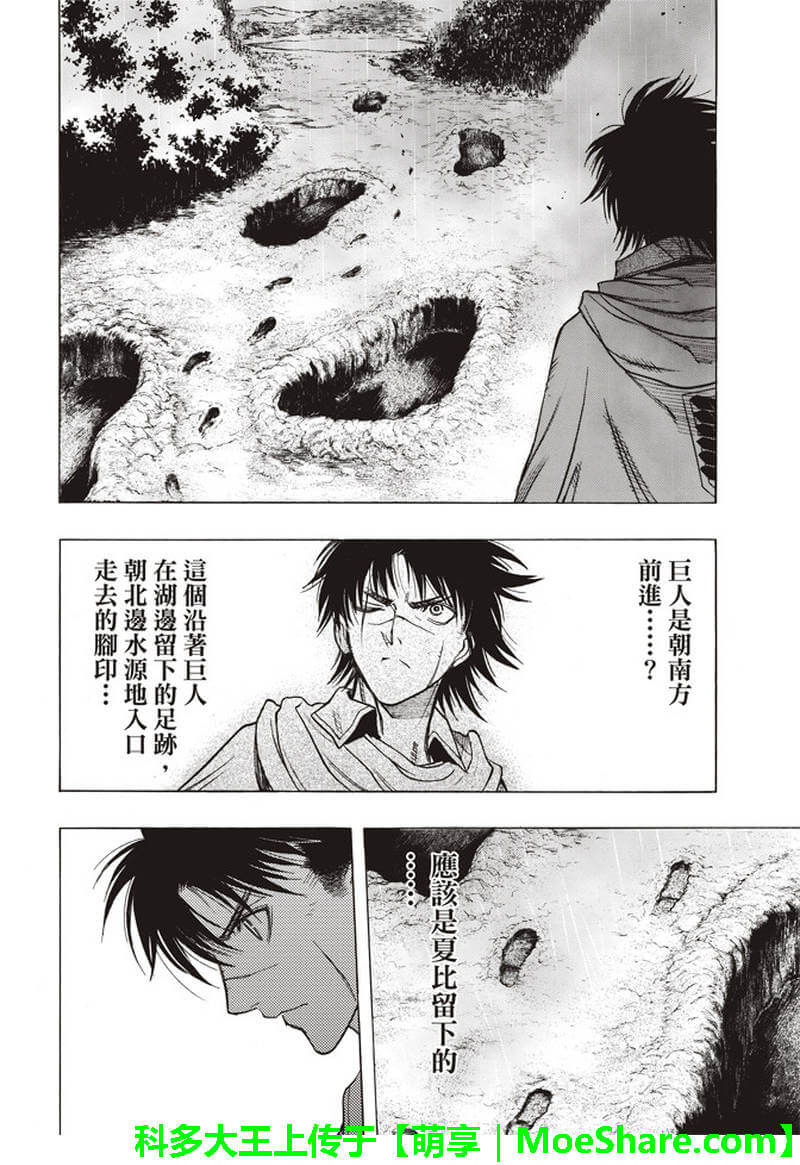 巨人是朝南方
前進……？
這個沿著巨人
在湖邊留下的足跡，
朝北邊水源地入口
走去的腳印…
應該是夏比留下的
……
科多大王上传于【萌享】|MoeShare.com】